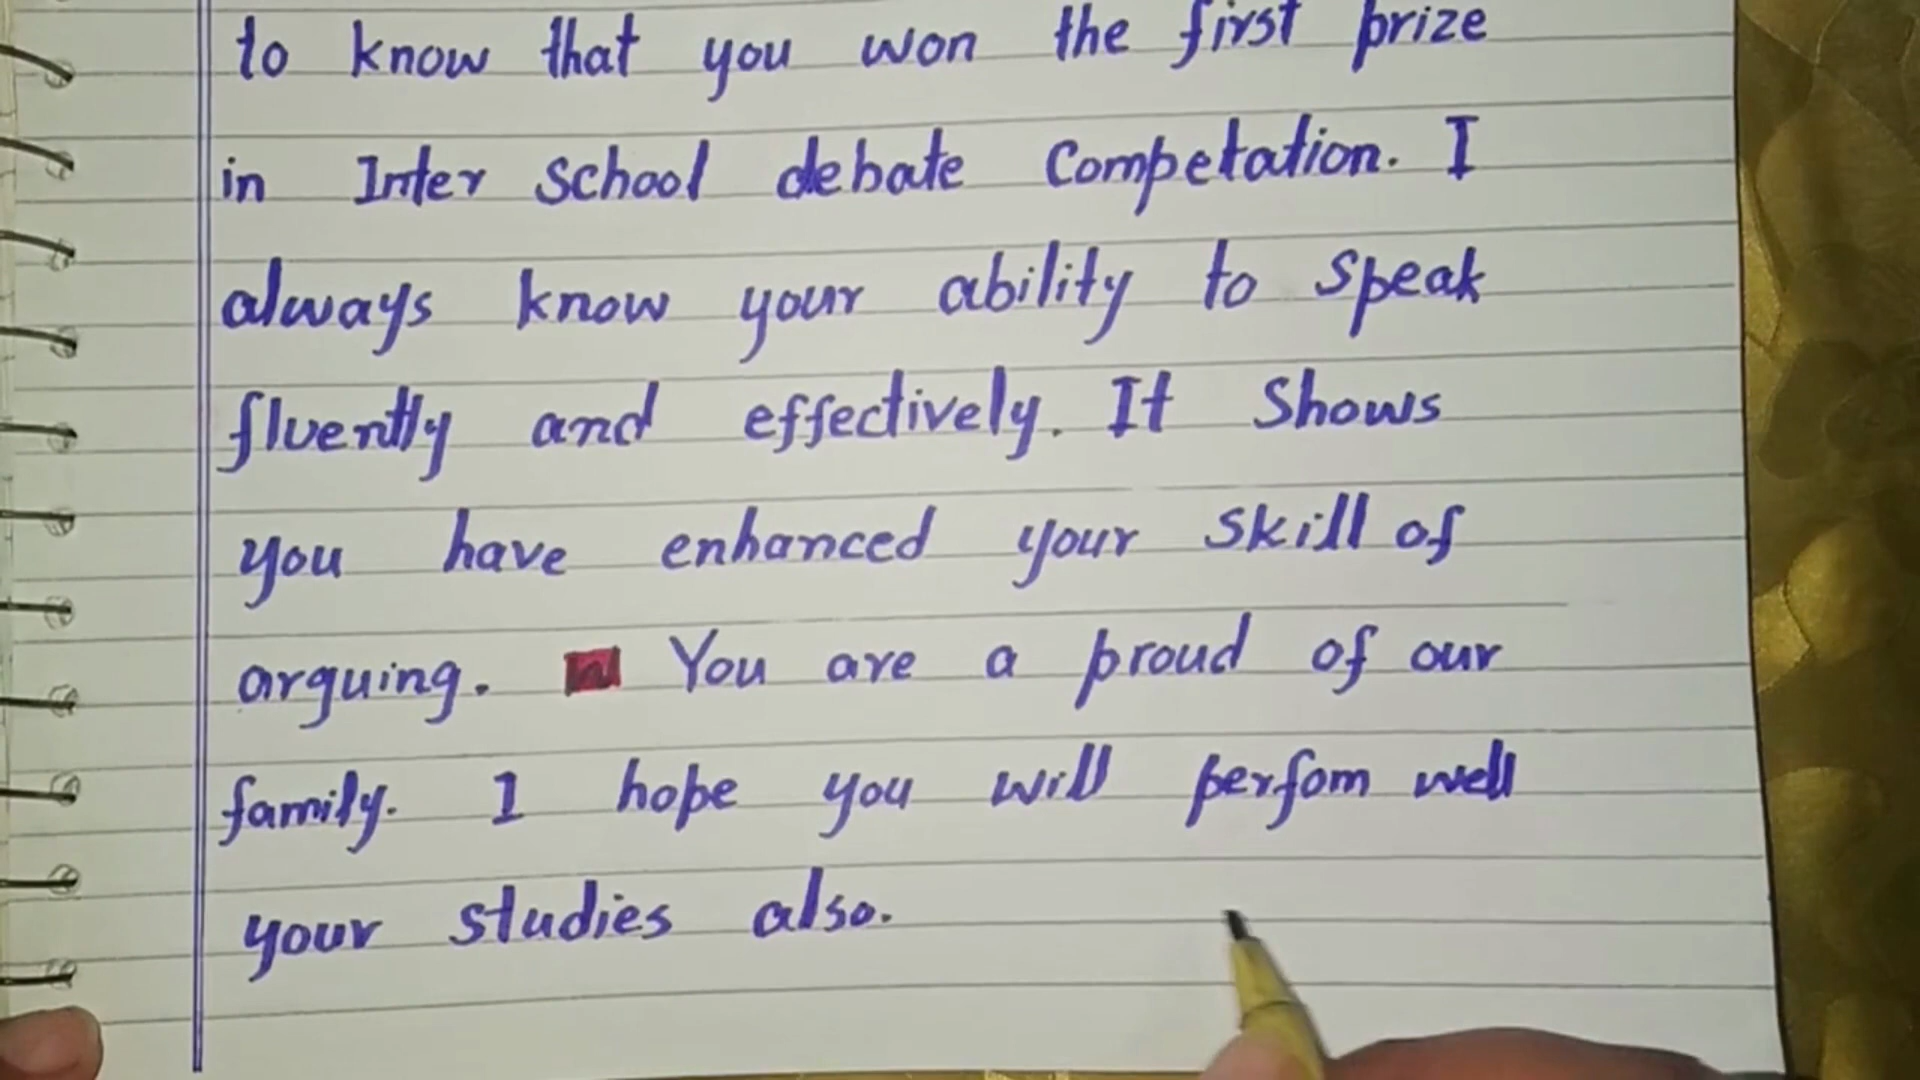 to know that you won the first prize
in Inter School debate Competation. I
always know your ability to speak
fluently and effectively. It Shows
you have enhanced your skill of
arguing. You are a proud of our
family. I hope you will perfom well
your studies also.